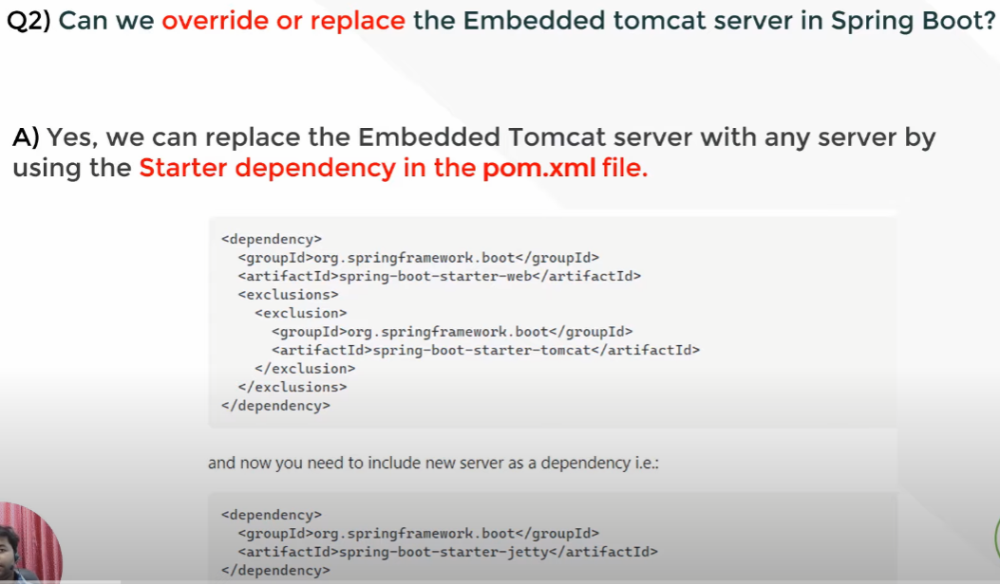 Q2) Can we override or replace the Embedded tomcat server in Spring Boot?
A) Yes, we can replace the Embedded Tomcat server with any server by
using the Starter dependency in the pom.xml file.
<dependency>
<groupId>org.springframework.boot</groupId>
<artifactId>spring-boot-starter-web</artifactId>
<exclusions>
<exclusion>
<groupId>org.springframework.boot</groupId>
<artifactId>spring-boot-starter-tomcat</artifactId>
</exclusion>
</exclusions>
</dependency>
and now you need to include new server as a dependency i.e.:
<dependency>
<groupId>org.springframework.boot</groupId>
<artifactId>spring-boot-starter-jetty</artifactId>
</dependency>